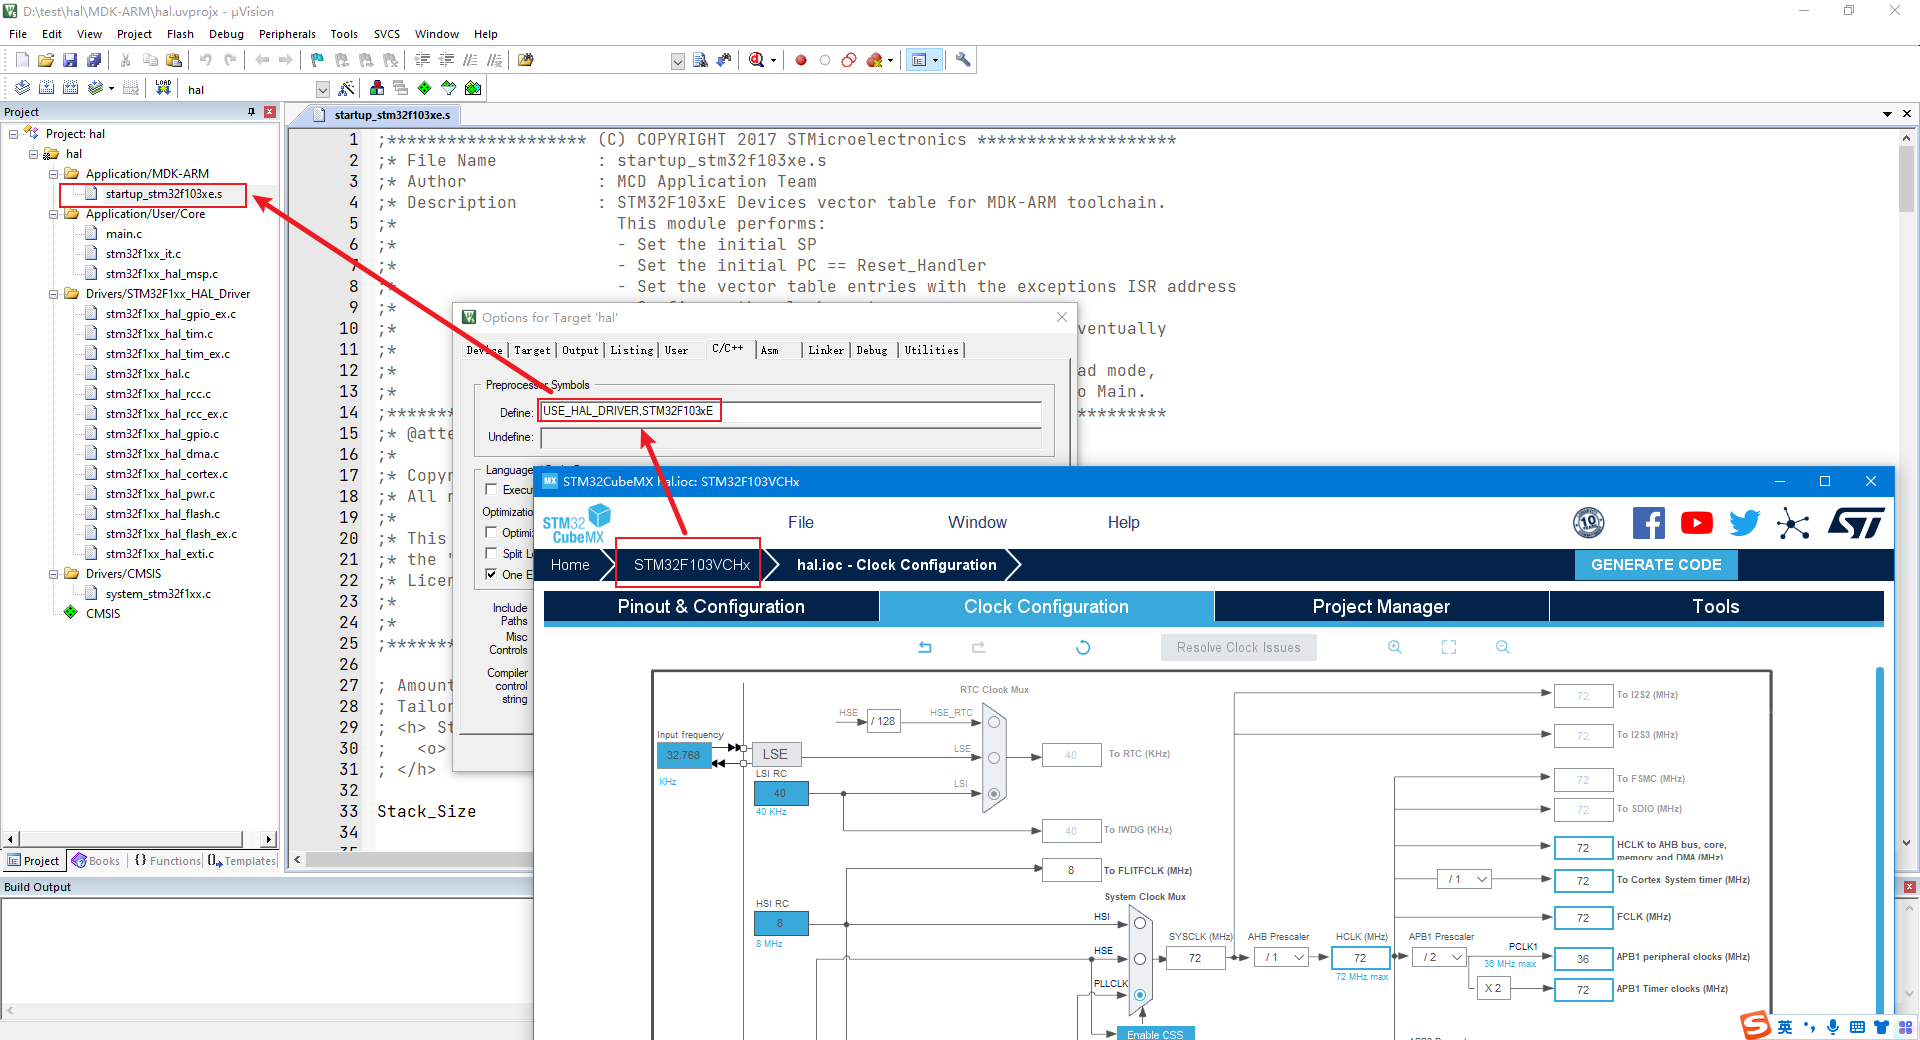 D:\test\hal\MDK-ARM\hal.uvprojx - µVision
File Edit View Project Flash Debug Peripherals Tools SVCS Window Help
LOAD
hal
Project
startup_stm32f103xe.s
Project: hal
hal
Application/MDK-ARM
startup_stm32f103xe.s
Application/User/Core
main.c
stm32f1xx_it.c
stm32f1xx_hal_msp.c
Drivers/STM32F1xx_HAL_Driver
stm32f1xx_hal_gpio_ex.c
stm32f1xx_hal_tim.c
stm32f1xx_hal_tim_ex.c
stm32f1xx_hal.c
stm32f1xx_hal_rcc.c
stm32f1xx_hal_rcc_ex.c
stm32f1xx_hal_gpio.c
stm32f1xx_hal_dma.c
stm32f1xx_hal_cortex.c
stm32f1xx_hal_pwr.c
stm32f1xx_hal_flash.c
stm32f1xx_hal_flash_ex.c
stm32f1xx_hal_exti.c
Drivers/CMSIS
system_stm32f1xx.c
CMSIS
Project Books {} Functions Templates
Build Output
1 ;******************** (C) COPYRIGHT 2017 STMicroelectronics ********************
2 ;* File Name : startup_stm32f103xe.s
3 ;* Author : MCD Application Team
4 ;* Description : STM32F103xE Devices vector table for MDK-ARM toolchain.
5 ;* This module performs:
6 ;* - Set the initial SP
7 ;* - Set the initial PC == Reset_Handler
8 ;* - Set the vector table entries with the exceptions ISR address
9 ;*
10 ;* ventually
11 ;*
12 ;* ad mode,
13 ;* o Main.
14 ;******* *********
15 ;* @atte
16 ;*
17 ;* Copyr
18 ;* All r
19 ;*
20 ;* This
21 ;* the "
22 ;* Licen
23 ;*
24 ;*
25 ;*******
26
27 ; Amount
28 ; Tailor
29 ; <h> St
30 ;   <o>
31 ; </h>
32
33 Stack_Size
34
35
Options for Target 'hal'
Device Target Output Listing User C/C++ Asm Linker Debug Utilities
Preprocessor Symbols
Define: USE_HAL_DRIVER,STM32F103xE
Undefine:
Language
Execu
Optimizatio
Optimi
Split L
One E
Include
Paths
Misc
Controls
Compiler
control
string
MX STM32CubeMX hal.ioc: STM32F103VCHx
STM32
CubeMX
File Window Help
10
Home STM32F103VCHx hal.ioc - Clock Configuration GENERATE CODE
Pinout & Configuration Clock Configuration Project Manager Tools
Resolve Clock Issues
RTC Clock Mux
HSE / 128 HSE_RTC
Input frequency
32.768
KHz
LSE
LSE
40 To RTC (KHz)
LSI RC
40
40 KHz
LSI
40 To IWDG (KHz)
8 To FLITFCLK (MHz)
System Clock Mux
HSI RC
8
8 MHz
HSI
HSE
PLLCLK
Enable CSS
SYSCLK (MHz)
72
AHB Prescaler
/ 1
HCLK (MHz)
72
72 MHz max
APB1 Prescaler
/ 2
PCLK1
36 MHz max
X 2
72 To I2S2 (MHz)
72 To I2S3 (MHz)
72 To FSMC (MHz)
72 To SDIO (MHz)
72 HCLK to AHB bus, core,
memory and DMA (MHz)
/ 1 72 To Cortex System timer (MHz)
72 FCLK (MHz)
36 APB1 peripheral clocks (MHz)
72 APB1 Timer clocks (MHz)
英